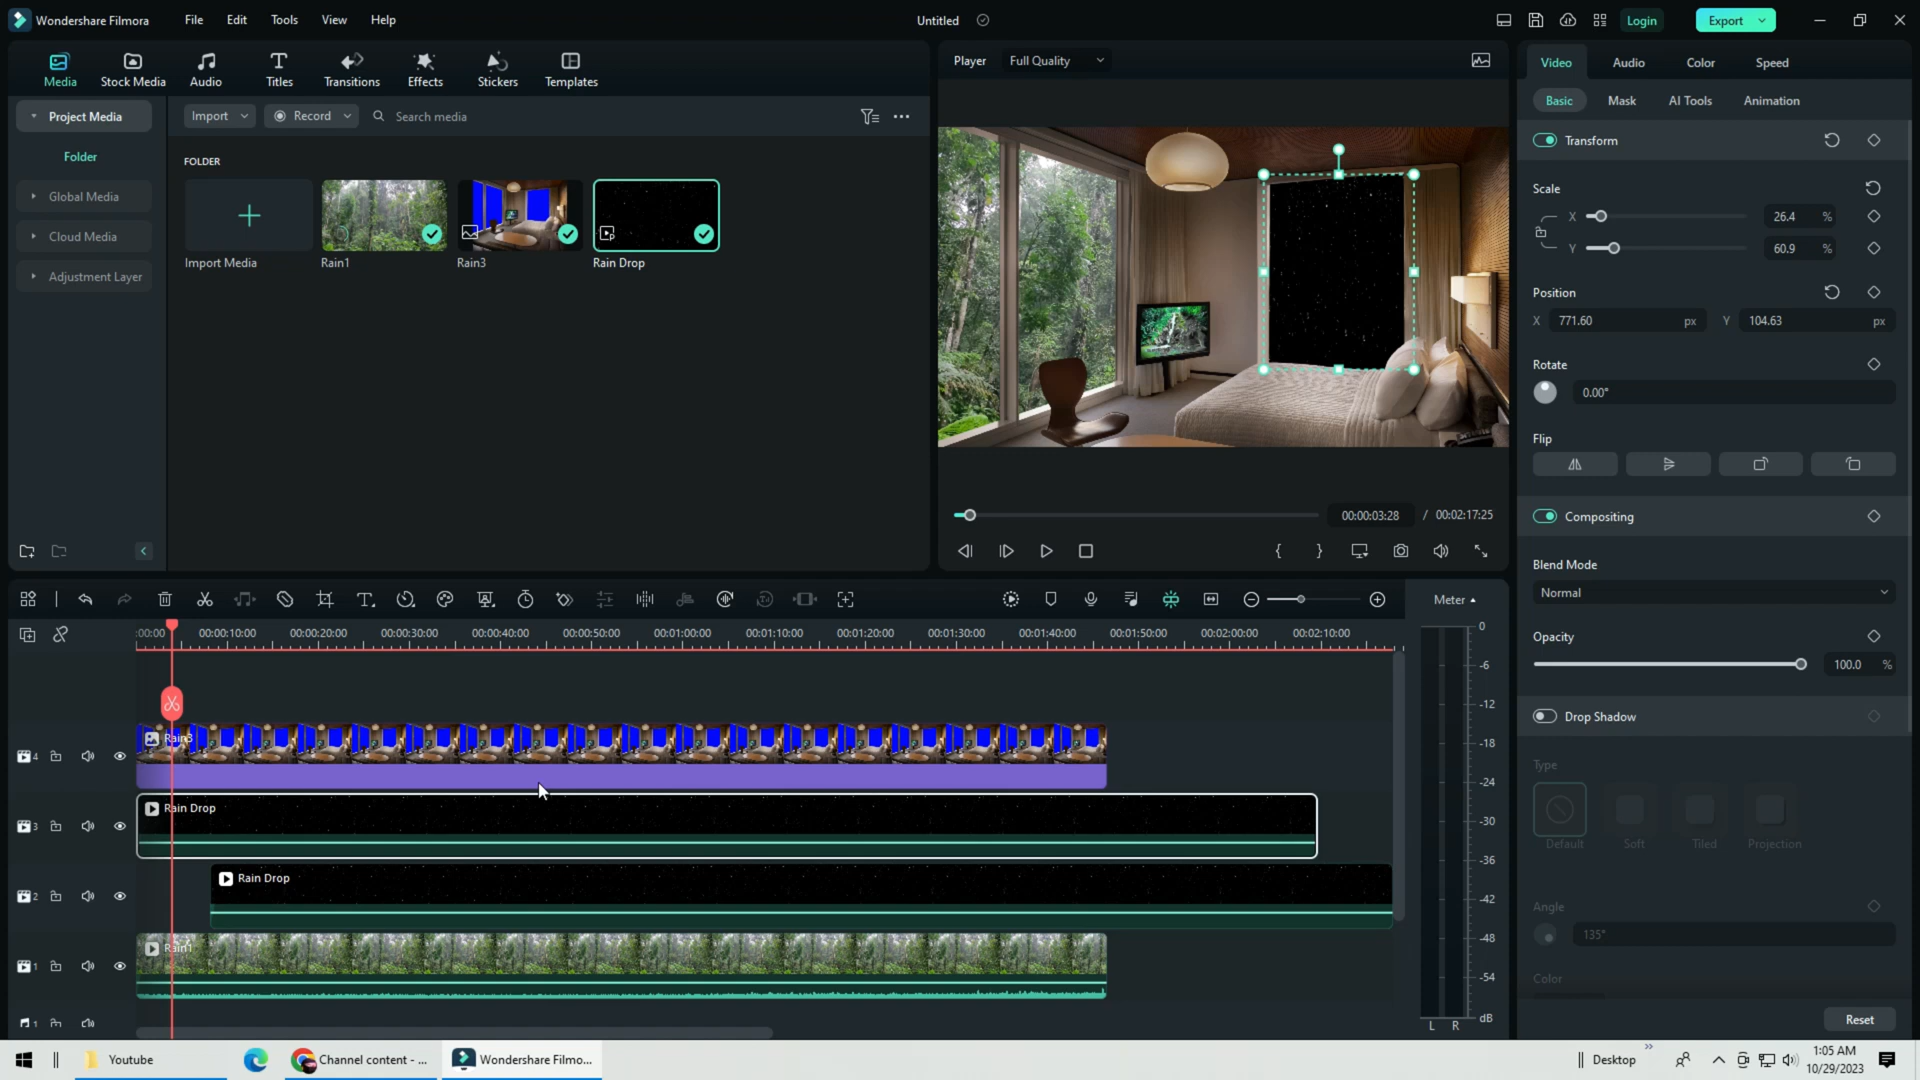 Wondershare Filmora
File Edit Tools View Help
Untitled
Login
Export
Media
Stock Media
Audio
Titles
Transitions
Effects
Stickers
Templates
Project Media
Folder
Global Media
Cloud Media
Adjustment Layer
Import
Record
Search media
FOLDER
Import Media
Rain1
Rain3
Rain Drop
Player
Full Quality
00:00:03:28 / 00:02:17:25
Video Audio Color Speed
Basic Mask AI Tools Animation
Transform
Scale
X 26.4 %
Y 60.9 %
Position
X 771.60 px Y 104.63 px
Rotate
0.00°
Flip
Compositing
Blend Mode
Normal
Opacity
100.0 %
Drop Shadow
Type
Default Soft Tiled Projection
Angle
135°
Color
Reset
:00:00 00:00:10:00 00:00:20:00 00:00:30:00 00:00:40:00 00:00:50:00 00:01:00:00 00:01:10:00 00:01:20:00 00:01:30:00 00:01:40:00 00:01:50:00 00:02:00:00 00:02:10:00
4
Rain3
3
Rain Drop
2
Rain Drop
1
Rain1
1
Meter
0
-6
-12
-18
-24
-30
-36
-42
-48
-54
dB
L R
Youtube
Channel content - ...
Wondershare Filmo...
Desktop
1:05 AM
10/29/2023